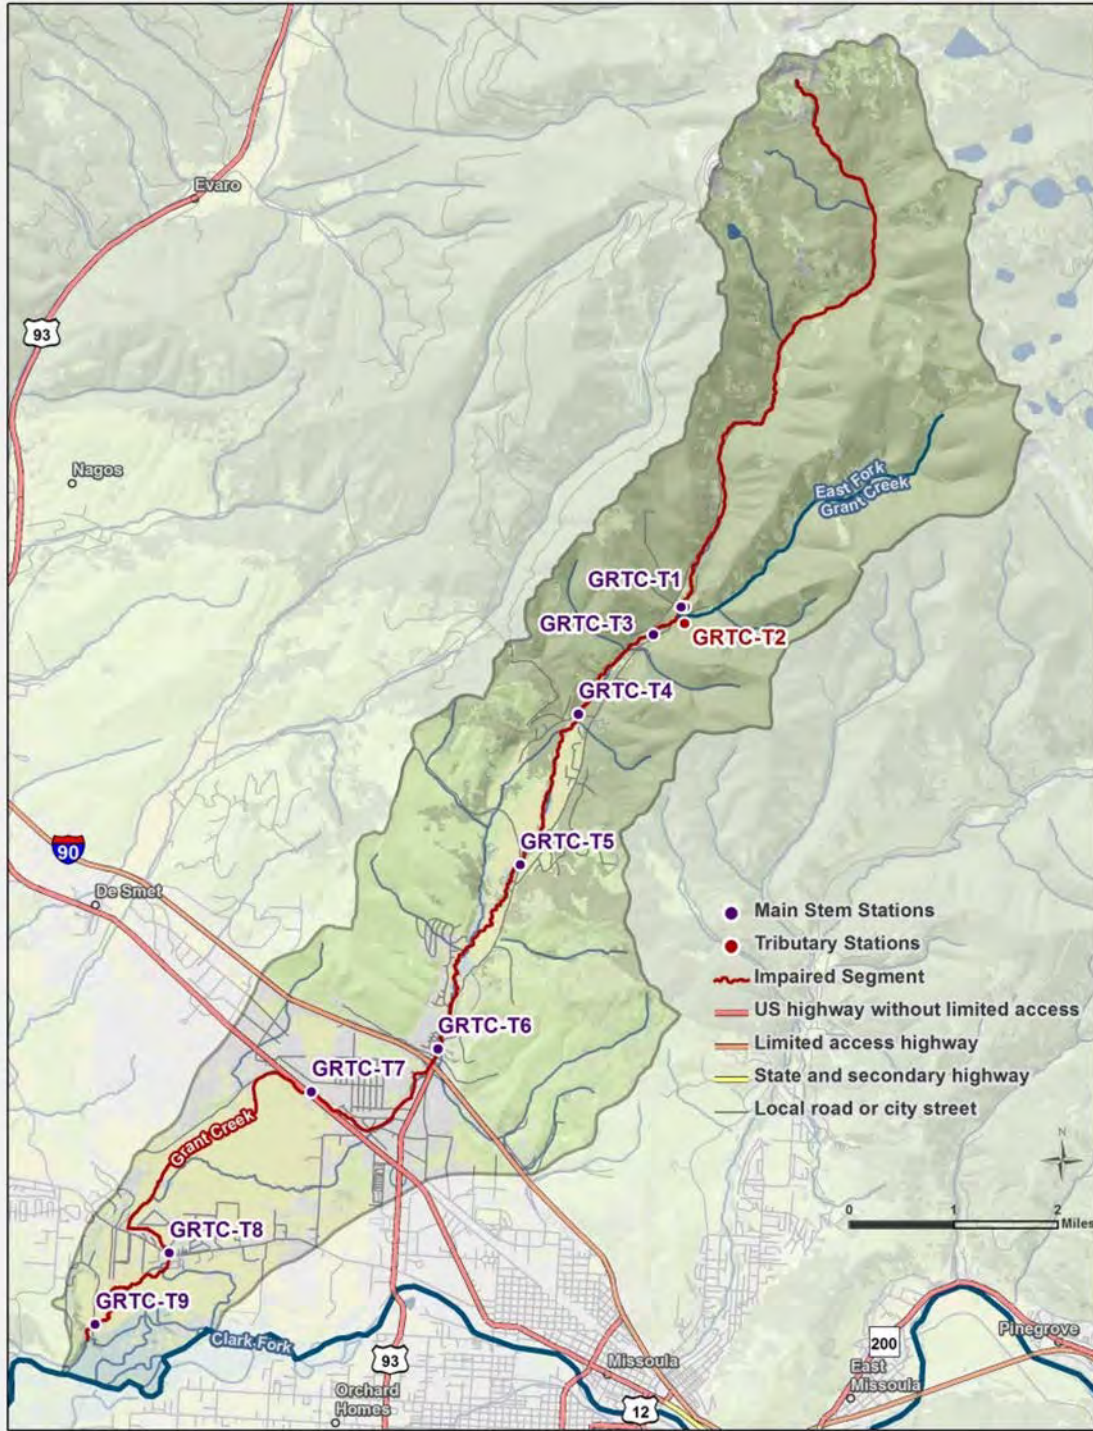 Evaro
93
Nagos
East Fork
Grant Creek
GRTC-T1
GRTC-T3
GRTC-T2
GRTC-T4
GRTC-T5
90
De Smet
Main Stem Stations
Tributary Stations
Impaired Segment
US highway without limited access
Limited access highway
State and secondary highway
Local road or city street
GRTC-T6
GRTC-T7
Grant Creek
N
0 1 2
Miles
GRTC-T8
GRTC-T9
Clark Fork
93
Orchard
Homes
Missoula
12
200
East
Missoula
Pinegrove